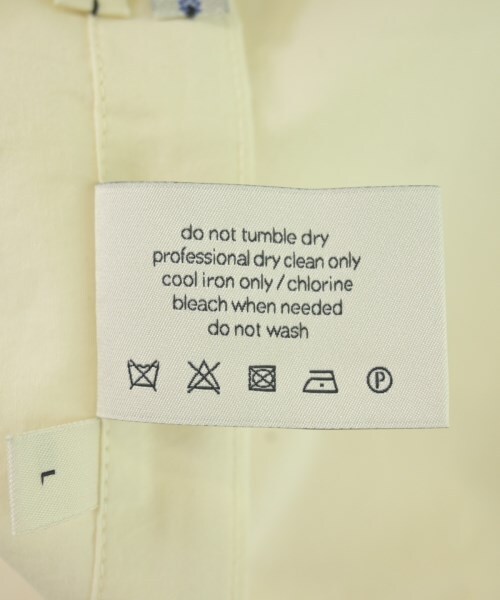 do not tumble dry
professional dry clean only
cool iron only / chlorine
bleach when needed
do not wash
P
L